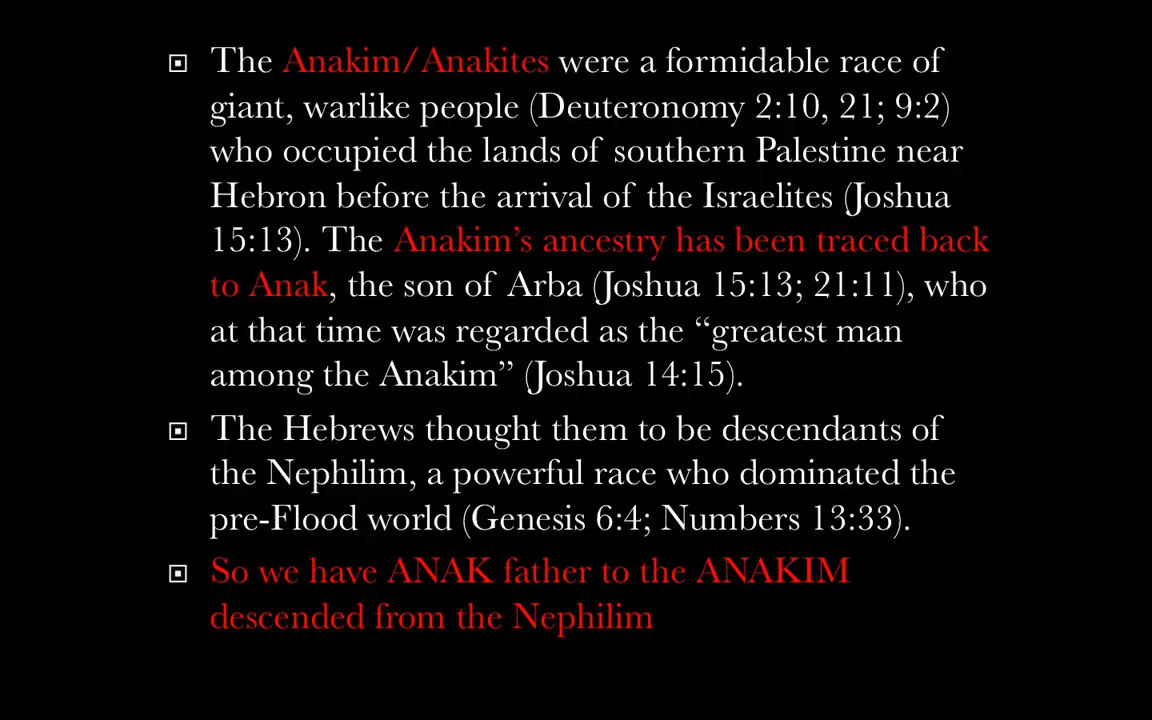 The Anakim/Anakites were a formidable race of
giant, warlike people (Deuteronomy 2:10, 21; 9:2)
who occupied the lands of southern Palestine near
Hebron before the arrival of the Israelites (Joshua
15:13). The Anakim’s ancestry has been traced back
to Anak, the son of Arba (Joshua 15:13; 21:11), who
at that time was regarded as the “greatest man
among the Anakim” (Joshua 14:15).
The Hebrews thought them to be descendants of
the Nephilim, a powerful race who dominated the
pre-Flood world (Genesis 6:4; Numbers 13:33).
So we have ANAK father to the ANAKIM
descended from the Nephilim